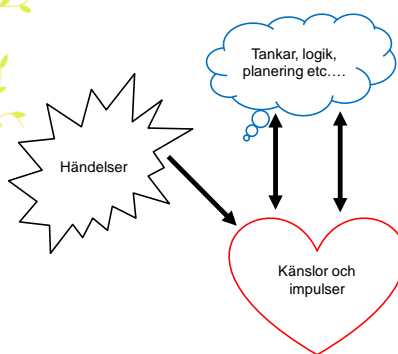 Tankar, logik,
planering etc….
Händelser
Känslor och
impulser